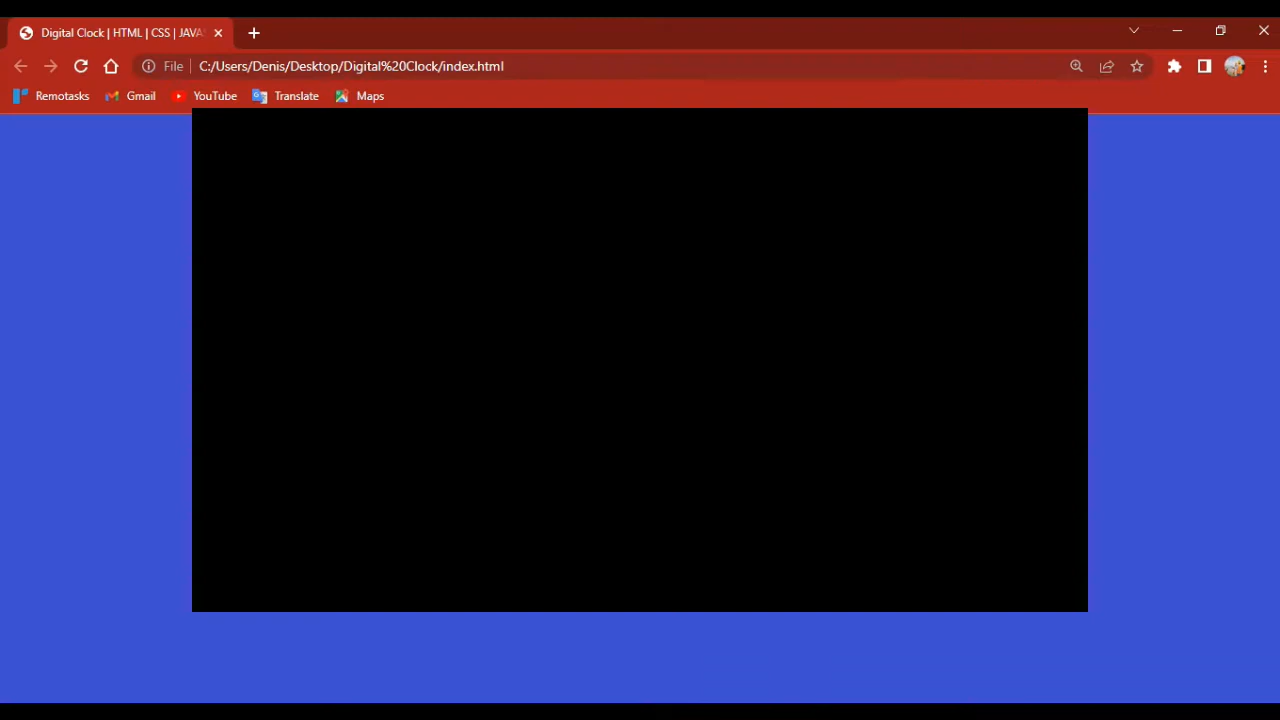 Digital Clock | HTML | CSS | JAVA
File C:/Users/Denis/Desktop/Digital%20Clock/index.html
Remotasks Gmail YouTube Translate Maps